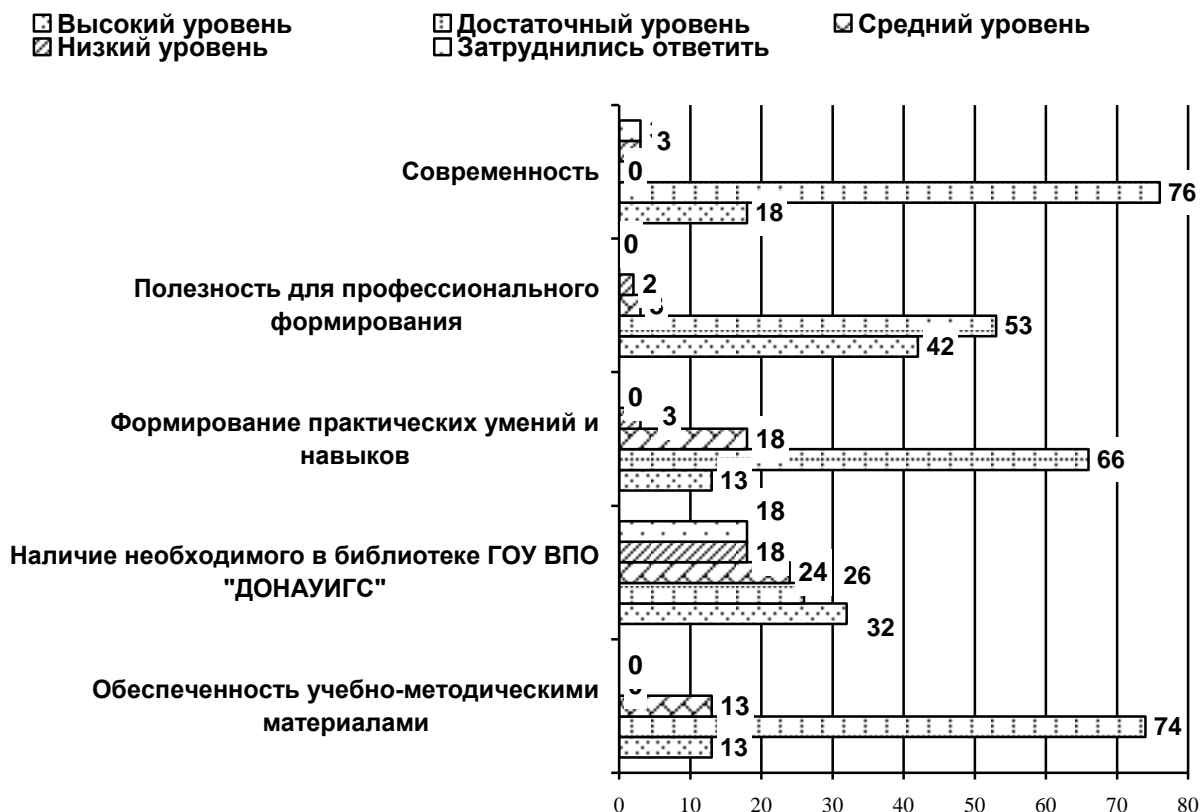 Высокий уровень
Достаточный уровень
Средний уровень
Низкий уровень
Затруднились ответить
Современность
3
0
76
18
Полезность для профессионального
формирования
0
2
53
42
Формирование практических умений и
навыков
0
3
18
66
13
Наличие необходимого в библиотеке ГОУ ВПО
"ДОНАУИГС"
18
18
24
26
32
Обеспеченность учебно-методическими
материалами
0
13
74
13
0 10 20 30 40 50 60 70 80